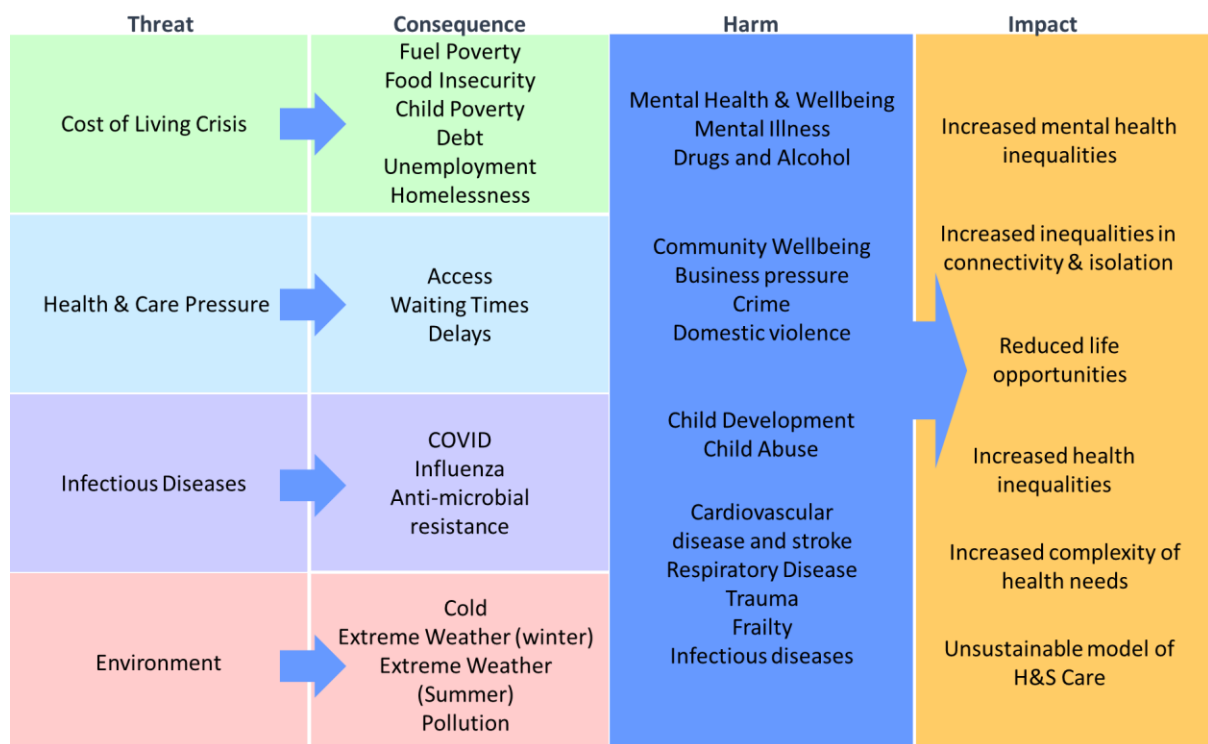 Threat
Consequence
Harm
Impact
Cost of Living Crisis
Fuel Poverty
Food Insecurity
Child Poverty
Debt
Unemployment
Homelessness
Health & Care Pressure
Access
Waiting Times
Delays
Infectious Diseases
COVID
Influenza
Anti-microbial
resistance
Environment
Cold
Extreme Weather (winter)
Extreme Weather
(Summer)
Pollution
Mental Health & Wellbeing
Mental Illness
Drugs and Alcohol
Community Wellbeing
Business pressure
Crime
Domestic violence
Child Development
Child Abuse
Cardiovascular
disease and stroke
Respiratory Disease
Trauma
Frailty
Infectious diseases
Increased mental health
inequalities
Increased inequalities in
connectivity & isolation
Reduced life
opportunities
Increased health
inequalities
Increased complexity of
health needs
Unsustainable model of
H&S Care